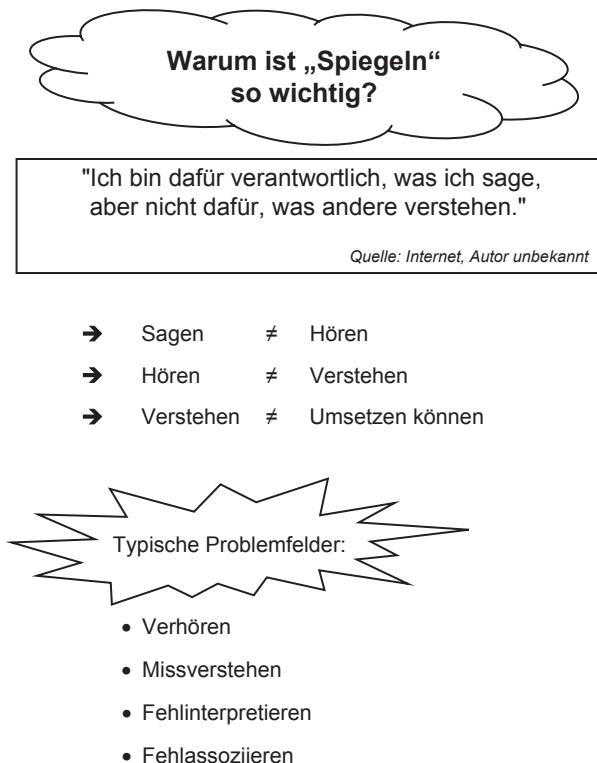 Warum ist „Spiegeln“
so wichtig?
"Ich bin dafür verantwortlich, was ich sage,
aber nicht dafür, was andere verstehen."
Quelle: Internet, Autor unbekannt
➔ Sagen ≠ Hören
➔ Hören ≠ Verstehen
➔ Verstehen ≠ Umsetzen können
Typische Problemfelder:
• Verhören
• Missverstehen
• Fehlinterpretieren
• Fehlassoziieren